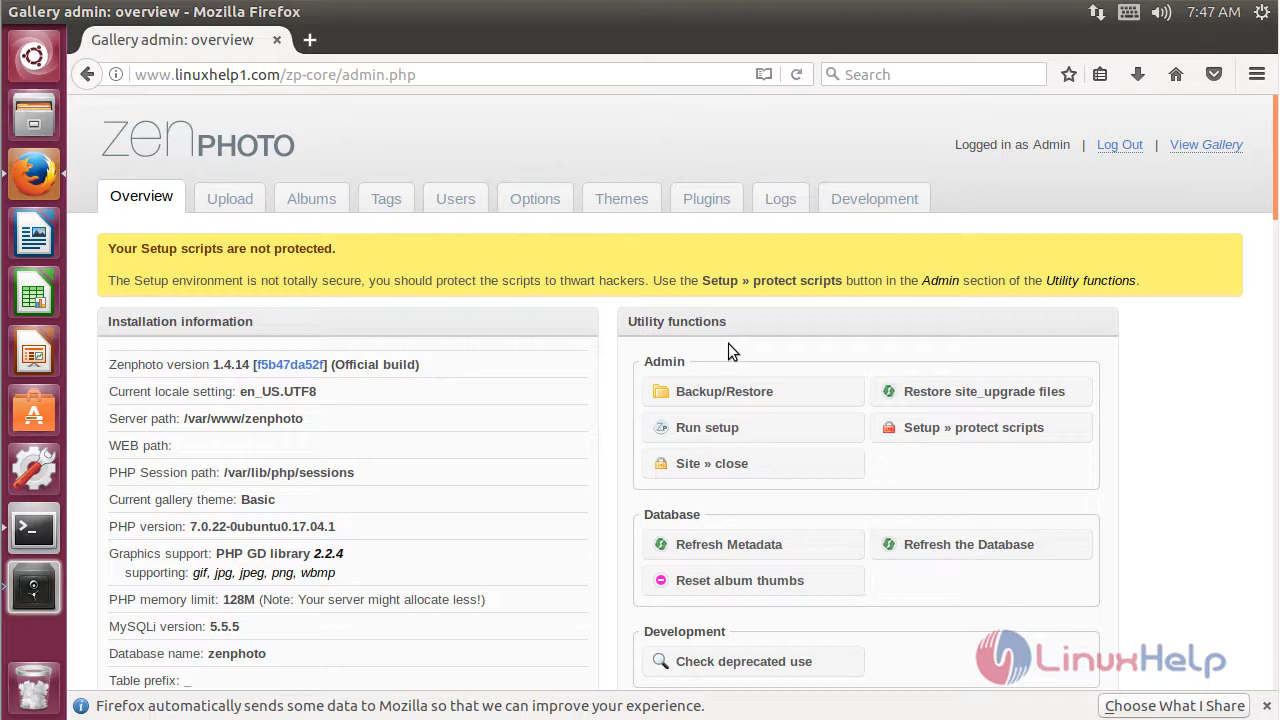 Gallery admin: overview - Mozilla Firefox
7:47 AM
Gallery admin: overview
www.linuxhelp1.com/zp-core/admin.php
Search
zenPHOTO
Logged in as Admin | Log Out | View Gallery
Overview Upload Albums Tags Users Options Themes Plugins Logs Development
Your Setup scripts are not protected.
The Setup environment is not totally secure, you should protect the scripts to thwart hackers. Use the Setup » protect scripts button in the Admin section of the Utility functions.
Installation information
Zenphoto version 1.4.14 [f5b47da52f] (Official build)
Current locale setting: en_US.UTF8
Server path: /var/www/zenphoto
WEB path:
PHP Session path: /var/lib/php/sessions
Current gallery theme: Basic
PHP version: 7.0.22-0ubuntu0.17.04.1
Graphics support: PHP GD library 2.2.4
supporting: gif, jpg, jpeg, png, wbmp
PHP memory limit: 128M (Note: Your server might allocate less!)
MySQLi version: 5.5.5
Database name: zenphoto
Table prefix: _
Utility functions
Admin
Backup/Restore
Restore site_upgrade files
Run setup
Setup » protect scripts
Site » close
Database
Refresh Metadata
Refresh the Database
Reset album thumbs
Development
Check deprecated use
LinuxHelp
Firefox automatically sends some data to Mozilla so that we can improve your experience.
Choose What I Share